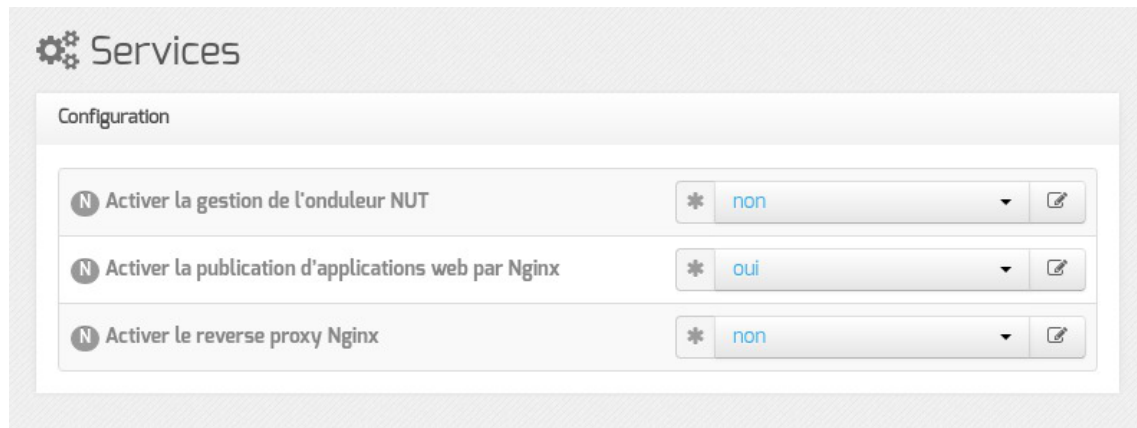 Services
Configuration
N Activer la gestion de l'onduleur NUT * non
N Activer la publication d'applications web par Nginx * oui
N Activer le reverse proxy Nginx * non